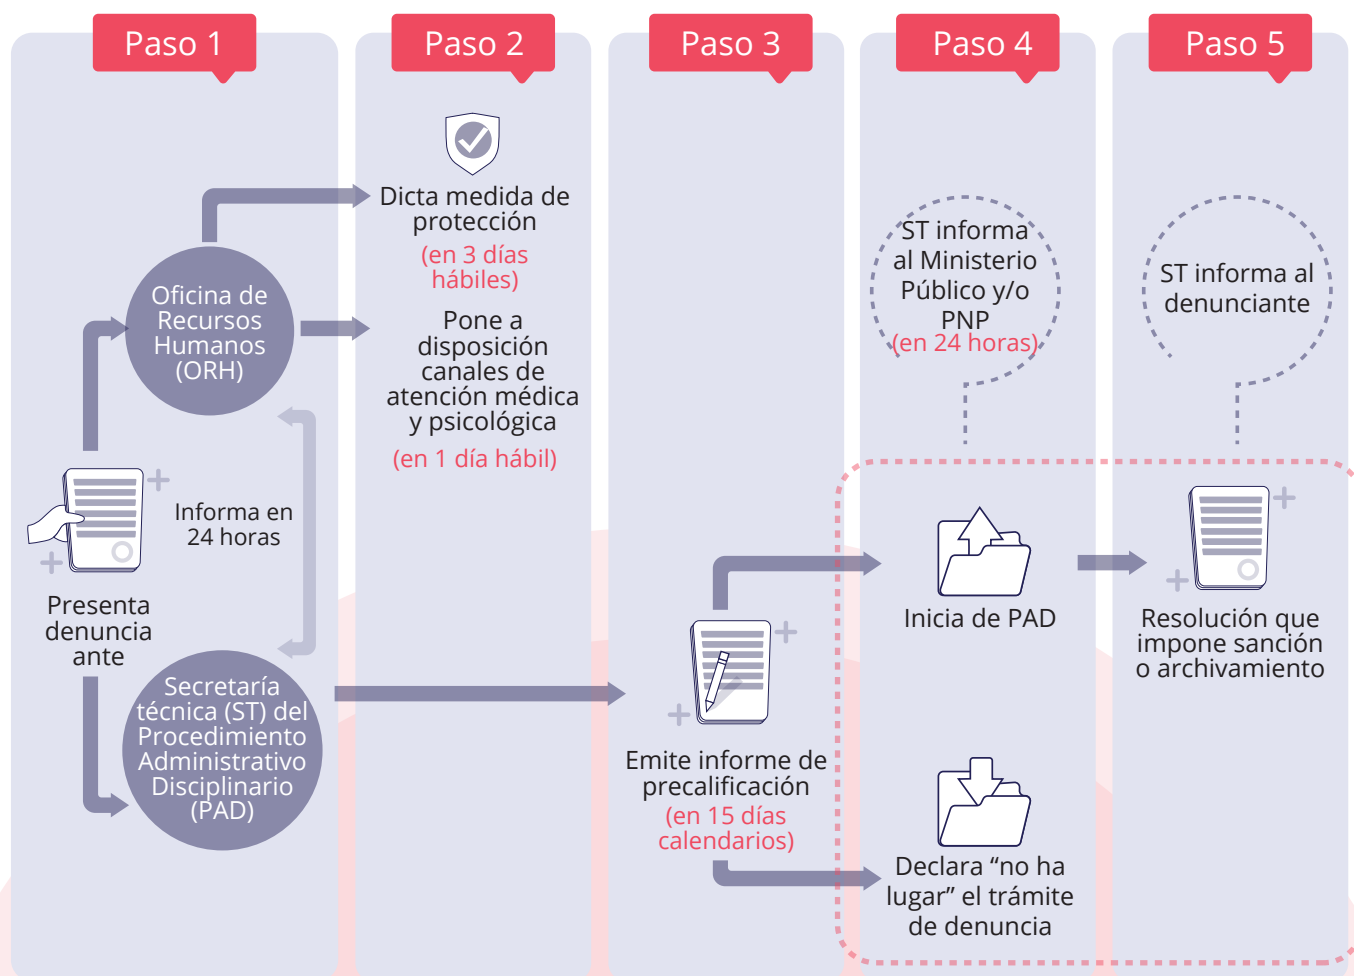 Paso 1
Oficina de
Recursos
Humanos
(ORH)
Informa en
24 horas
Presenta
denuncia
ante
Secretaría
técnica (ST) del
Procedimiento
Administrativo
Disciplinario
(PAD)
Paso 2
Dicta medida de
protección
(en 3 días
hábiles)
Pone a
disposición
canales de
atención médica
y psicológica
(en 1 día hábil)
Paso 3
Emite informe de
precalificación
(en 15 días
calendarios)
Paso 4
ST informa
al Ministerio
Público y/o
PNP
(en 24 horas)
Inicia de PAD
Declara “no ha
lugar” el trámite
de denuncia
Paso 5
ST informa al
denunciante
Resolución que
impone sanción
o archivamiento